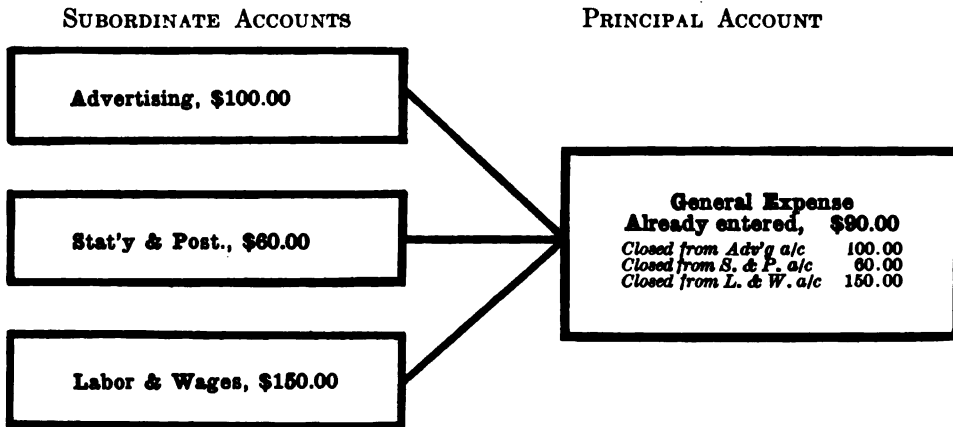 SUBORDINATE ACCOUNTS
PRINCIPAL ACCOUNT
Advertising, $100.00
Stat'y & Post., $60.00
Labor & Wages, $150.00
General Expense
Already entered, $90.00
Closed from Adv'g a/c 100.00
Closed from S. & P. a/c 60.00
Closed from L. & W. a/c 150.00